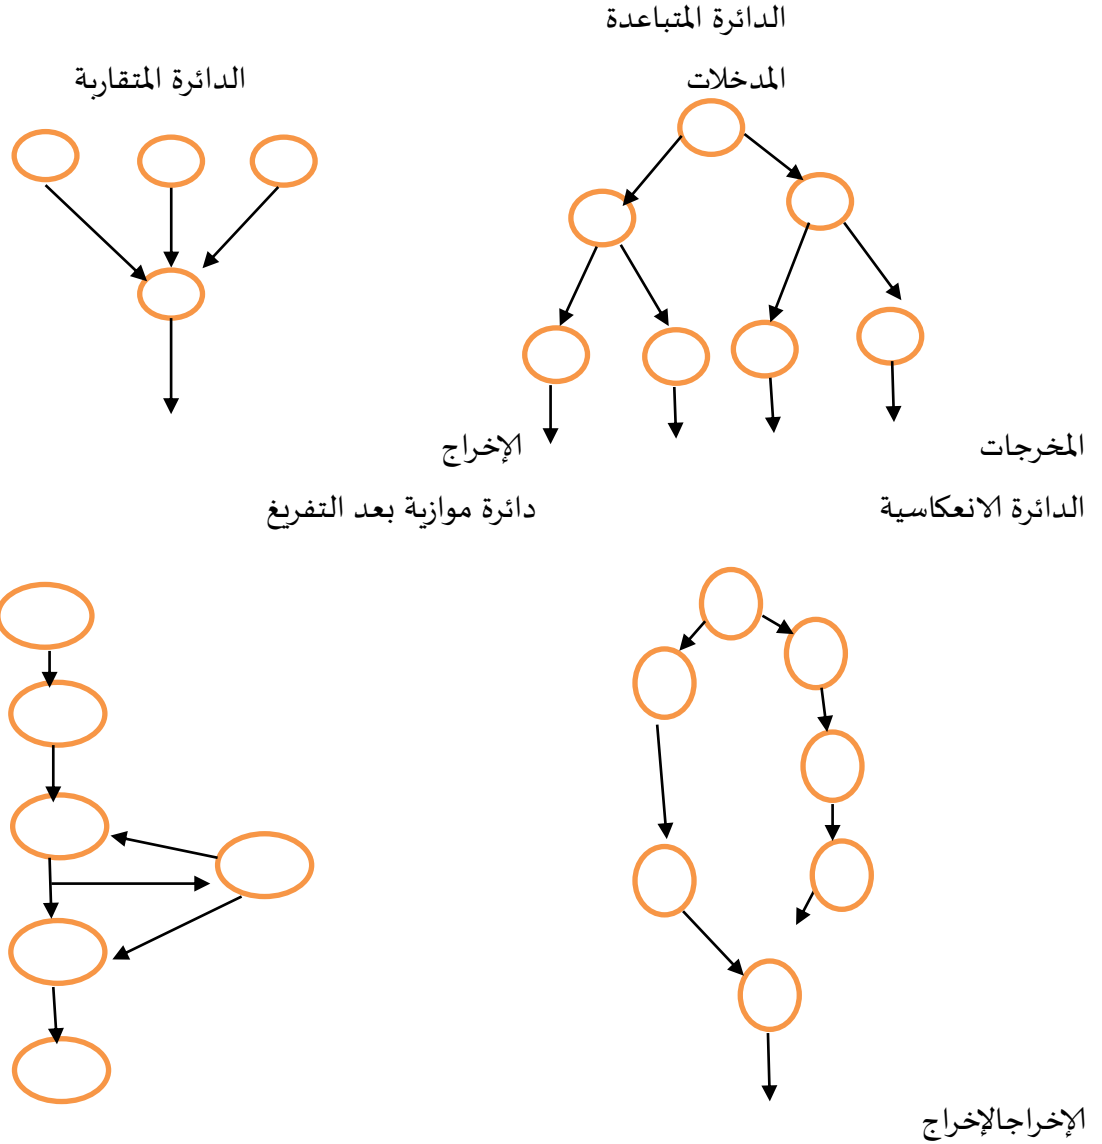 الدائرة المتباعدة
المدخلات
الدائرة المتقاربة
المخرجات
الإخراج
الدائرة الانعكاسية
دائرة موازية بعد التفريغ
الإخراجالإخراج